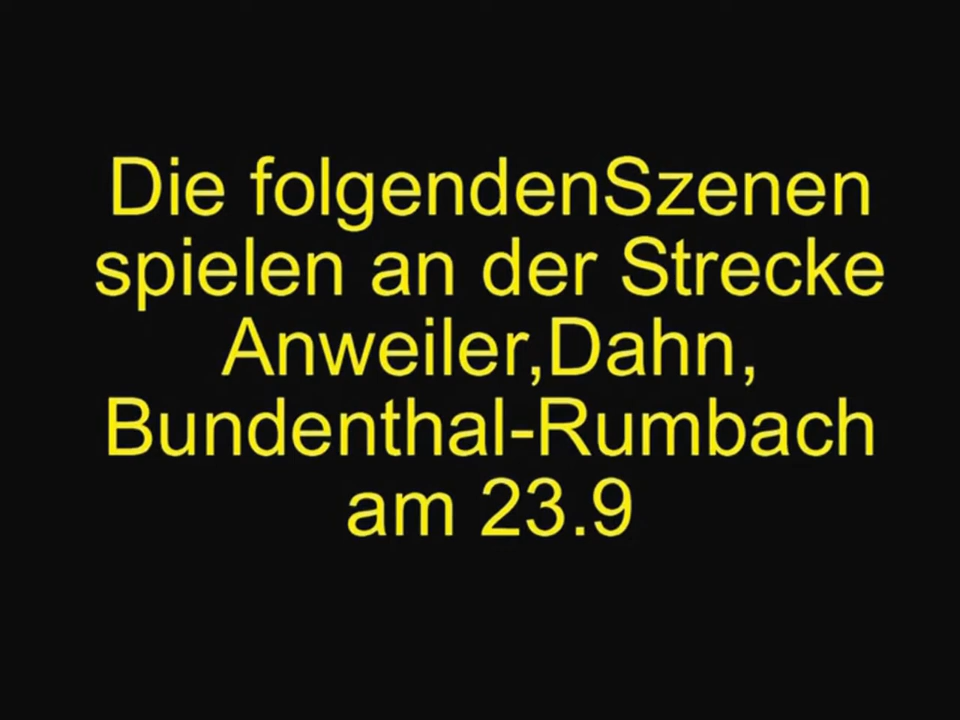 Die folgendenSzenen
spielen an der Strecke
Anweiler,Dahn,
Bundenthal-Rumbach
am 23.9